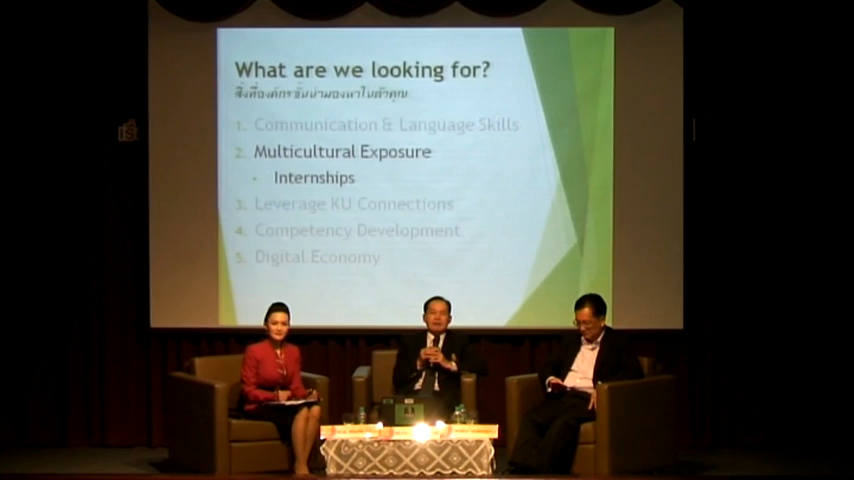 What are we looking for?
สิ่งที่องค์กรชั้นนำมองหาในตัวคุณ
1. Communication & Language Skills
2. Multicultural Exposure
• Internships
3. Leverage KU Connections
4. Competency Development
5. Digital Economy